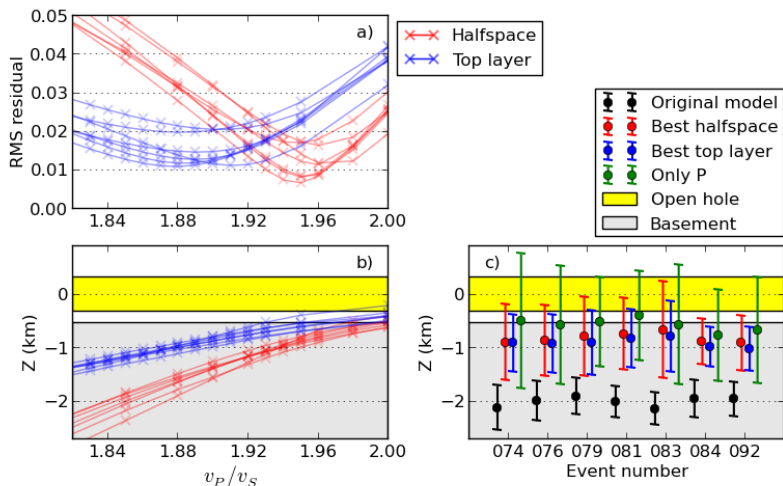 0.05
0.04
0.03
0.02
0.01
0.00
RMS residual
a)
1.84 1.88 1.92 1.96 2.00
Halfspace
Top layer
Original model
Best halfspace
Best top layer
Only P
Open hole
Basement
0
−1
−2
Z (km)
b)
1.84 1.88 1.92 1.96 2.00
v_P/v_S
0
−1
−2
Z (km)
c)
074 076 079 081 083 084 092
Event number